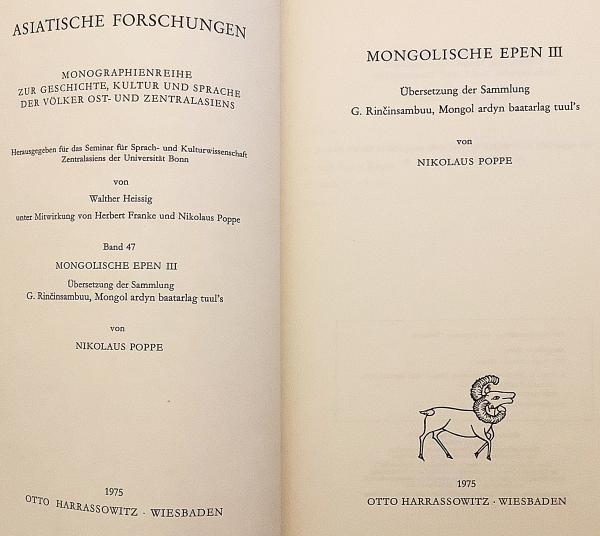 ASIATISCHE FORSCHUNGEN
MONOGRAPHIENREIHE
ZUR GESCHICHTE, KULTUR UND SPRACHE
DER VÖLKER OST- UND ZENTRALASIENS
Herausgegeben für das Seminar für Sprach- und Kulturwissenschaft
Zentralasiens der Universität Bonn
von
Walther Heissig
unter Mitwirkung von Herbert Franke und Nikolaus Poppe
Band 47
MONGOLISCHE EPEN III
Übersetzung der Sammlung
G. Rinčinsambuu, Mongol ardyn baatarlag tuul's
von
NIKOLAUS POPPE
1975
OTTO HARRASSOWITZ · WIESBADEN
MONGOLISCHE EPEN III
Übersetzung der Sammlung
G. Rinčinsambuu, Mongol ardyn baatarlag tuul's
von
NIKOLAUS POPPE
1975
OTTO HARRASSOWITZ · WIESBADEN